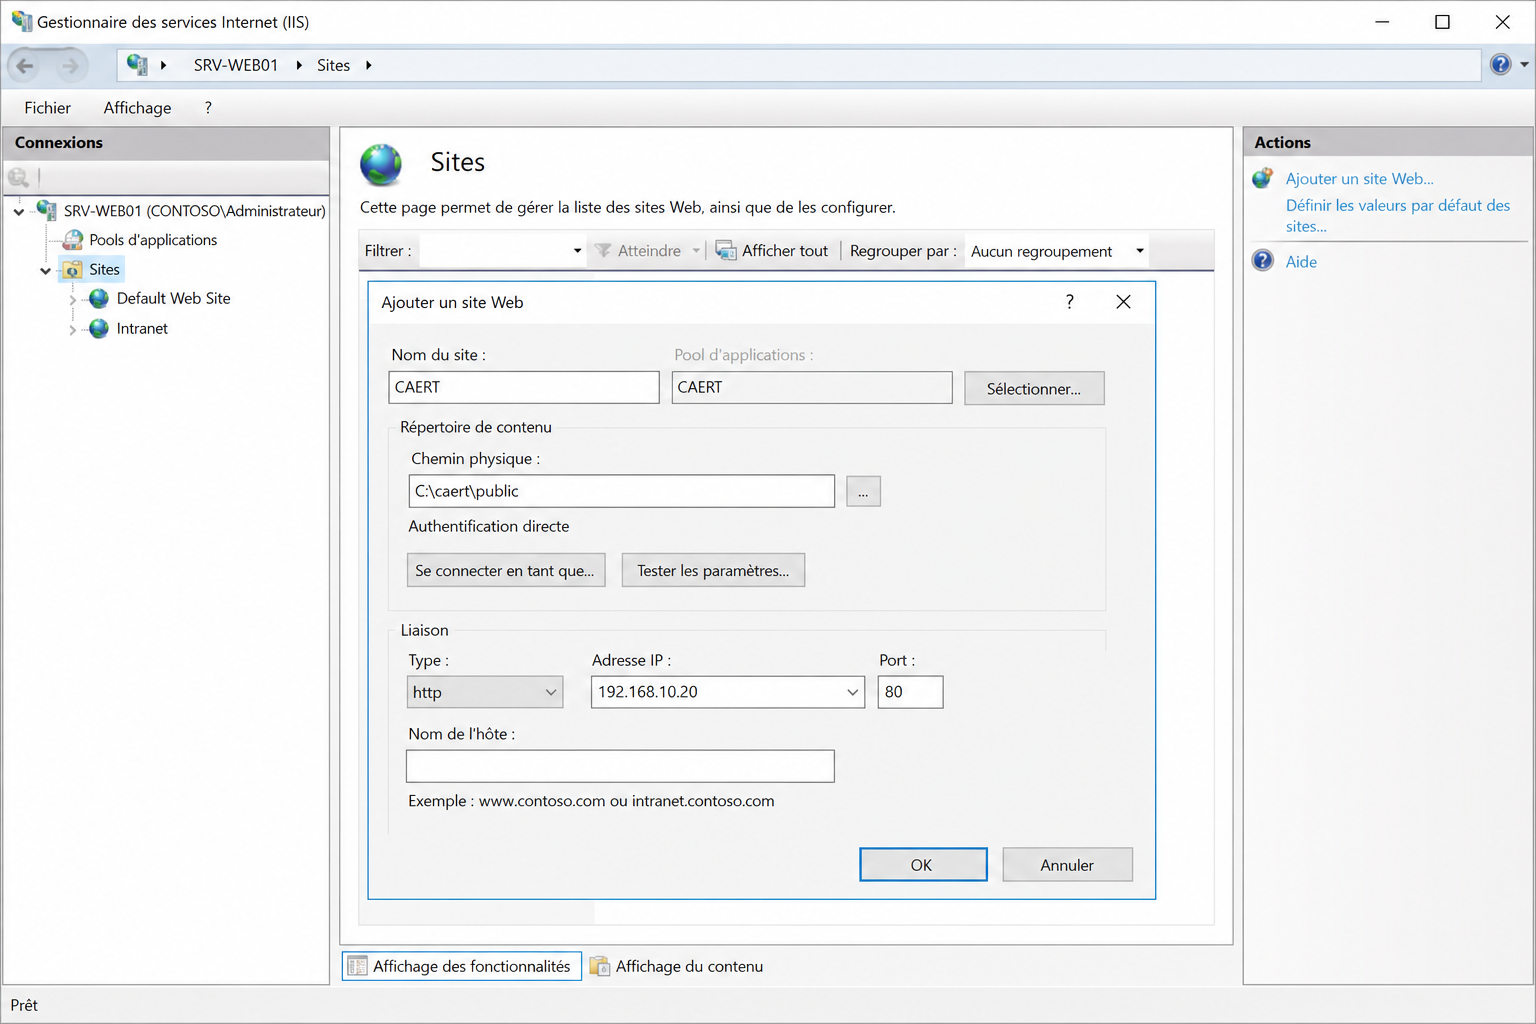 Gestionnaire des services Internet (IIS)
SRV-WEB01 Sites
Fichier Affichage ?
Connexions
SRV-WEB01 (CONTOSO\Administrateur)
Pools d'applications
Sites
Default Web Site
Intranet
Sites
Cette page permet de gérer la liste des sites Web, ainsi que de les configurer.
Filtrer : Atteindre Afficher tout Regrouper par : Aucun regroupement
Ajouter un site Web ?
Nom du site : Pool d'applications :
CAERT CAERT Sélectionner...
Répertoire de contenu
Chemin physique :
C:\caert\public ...
Authentification directe
Se connecter en tant que... Tester les paramètres...
Liaison
Type : Adresse IP : Port :
http 192.168.10.20 80
Nom de l'hôte :
Exemple : www.contoso.com ou intranet.contoso.com
OK Annuler
Affichage des fonctionnalités Affichage du contenu
Actions
Ajouter un site Web...
Définir les valeurs par défaut des
sites...
? Aide
Prêt